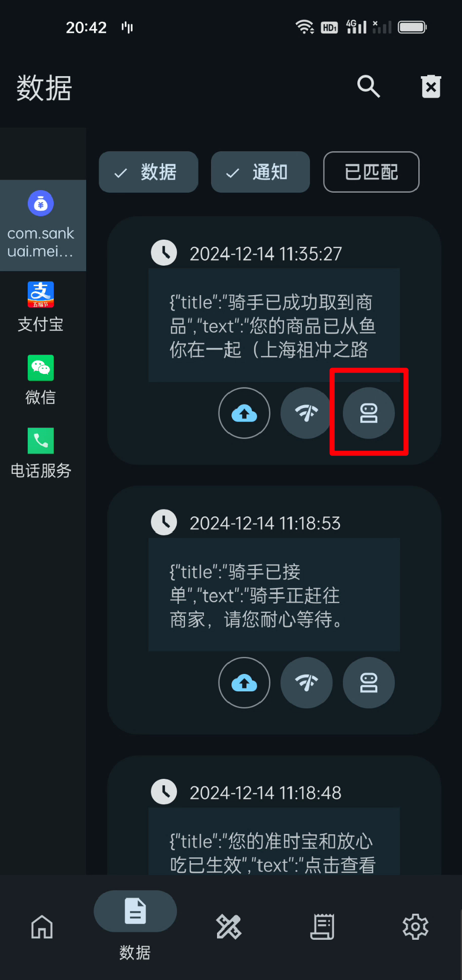 20:42
HD1 4G
数据
数据
通知
已匹配
com.sank
uai.mei...
支付宝
微信
电话服务
2024-12-14 11:35:27
{"title":"骑手已成功取到商
品","text":"您的商品已从鱼
你在一起（上海祖冲之路
2024-12-14 11:18:53
{"title":"骑手已接
单","text":"骑手正赶往
商家，请您耐心等待。
2024-12-14 11:18:48
{"title":"您的准时宝和放心
吃已生效","text":"点击查看
数据